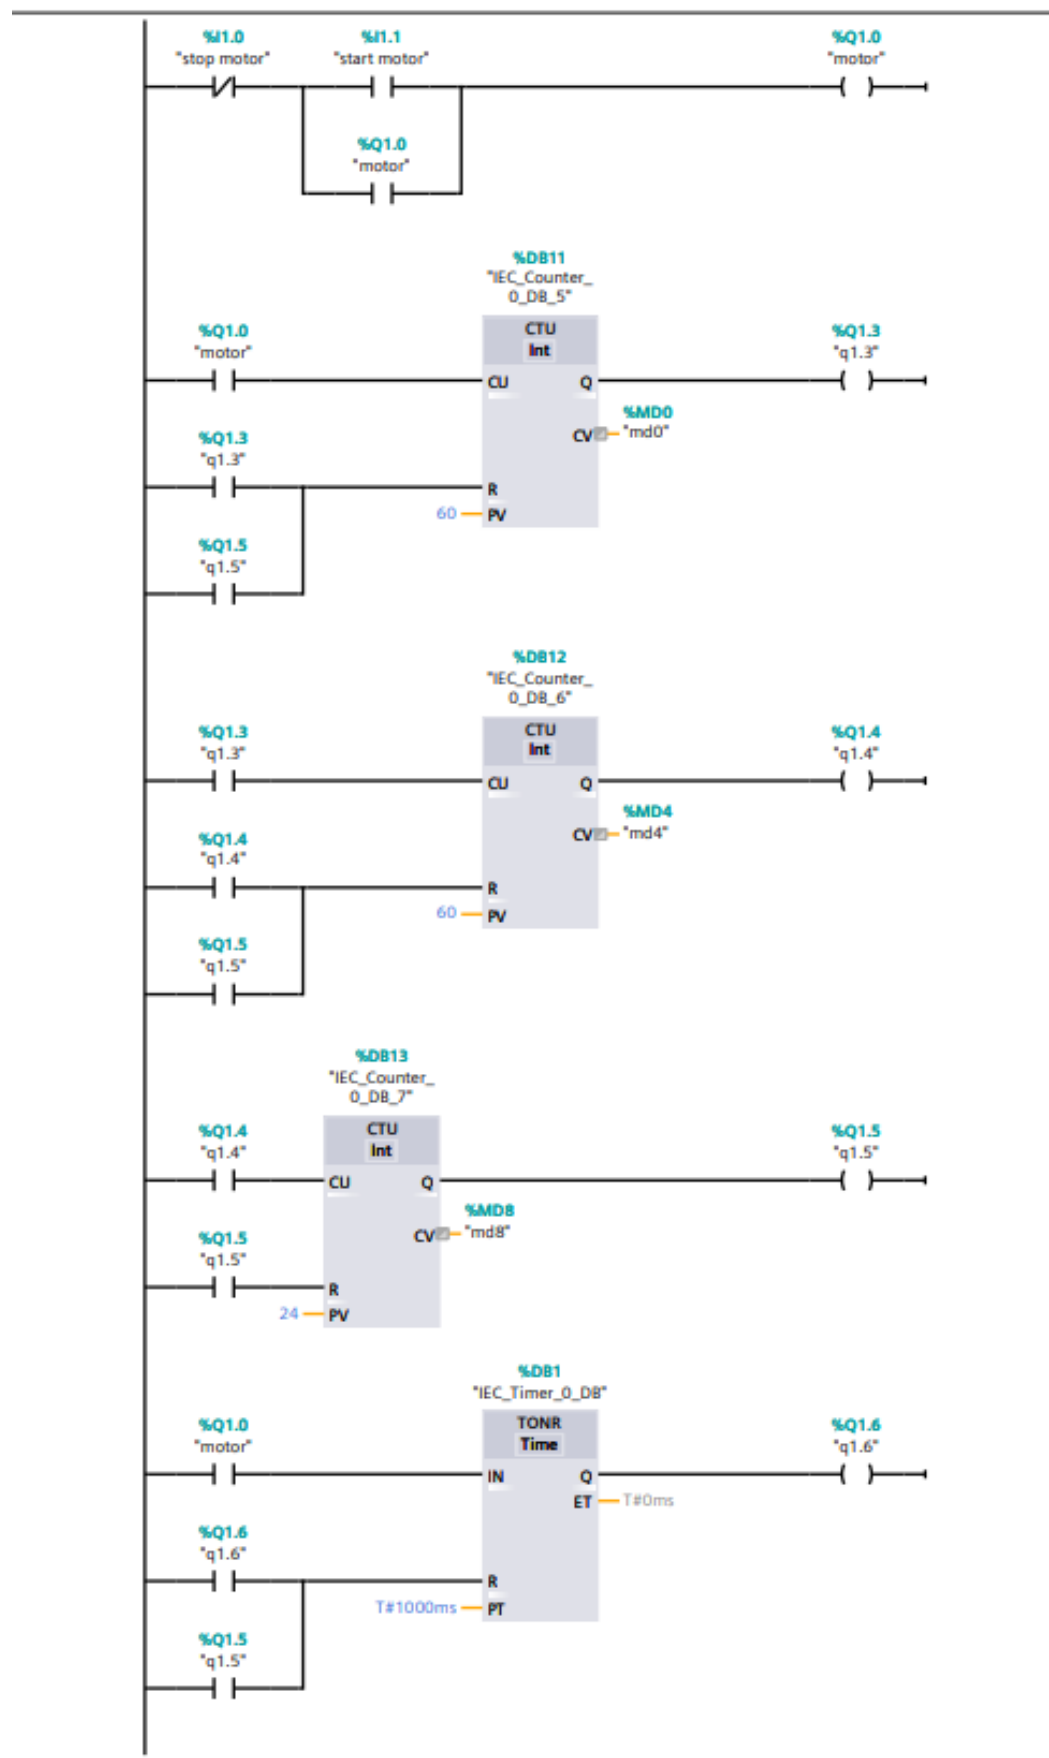 %I1.0 %I1.1 %Q1.0
"stop motor" "start motor" "motor"
%Q1.0
"motor"
%DB11
"IEC_Counter_
0_DB_5"
CTU
Int
%Q1.0 %Q1.3
"motor" "q1.3"
CU Q
%MD0
CV "md0"
%Q1.3
"q1.3"
R
60 PV
%Q1.5
"q1.5"
%DB12
"IEC_Counter_
0_DB_6"
CTU
Int
%Q1.3 %Q1.4
"q1.3" "q1.4"
CU Q
%MD4
CV "md4"
%Q1.4
"q1.4"
R
60 PV
%Q1.5
"q1.5"
%DB13
"IEC_Counter_
0_DB_7"
CTU
Int
%Q1.4 %Q1.5
"q1.4" "q1.5"
CU Q
%MD8
CV "md8"
%Q1.5
"q1.5"
R
24 PV
%DB1
"IEC_Timer_0_DB"
TONR
Time
%Q1.0 %Q1.6
"motor" "q1.6"
IN Q
ET T#0ms
%Q1.6
"q1.6"
R
T#1000ms PT
%Q1.5
"q1.5"